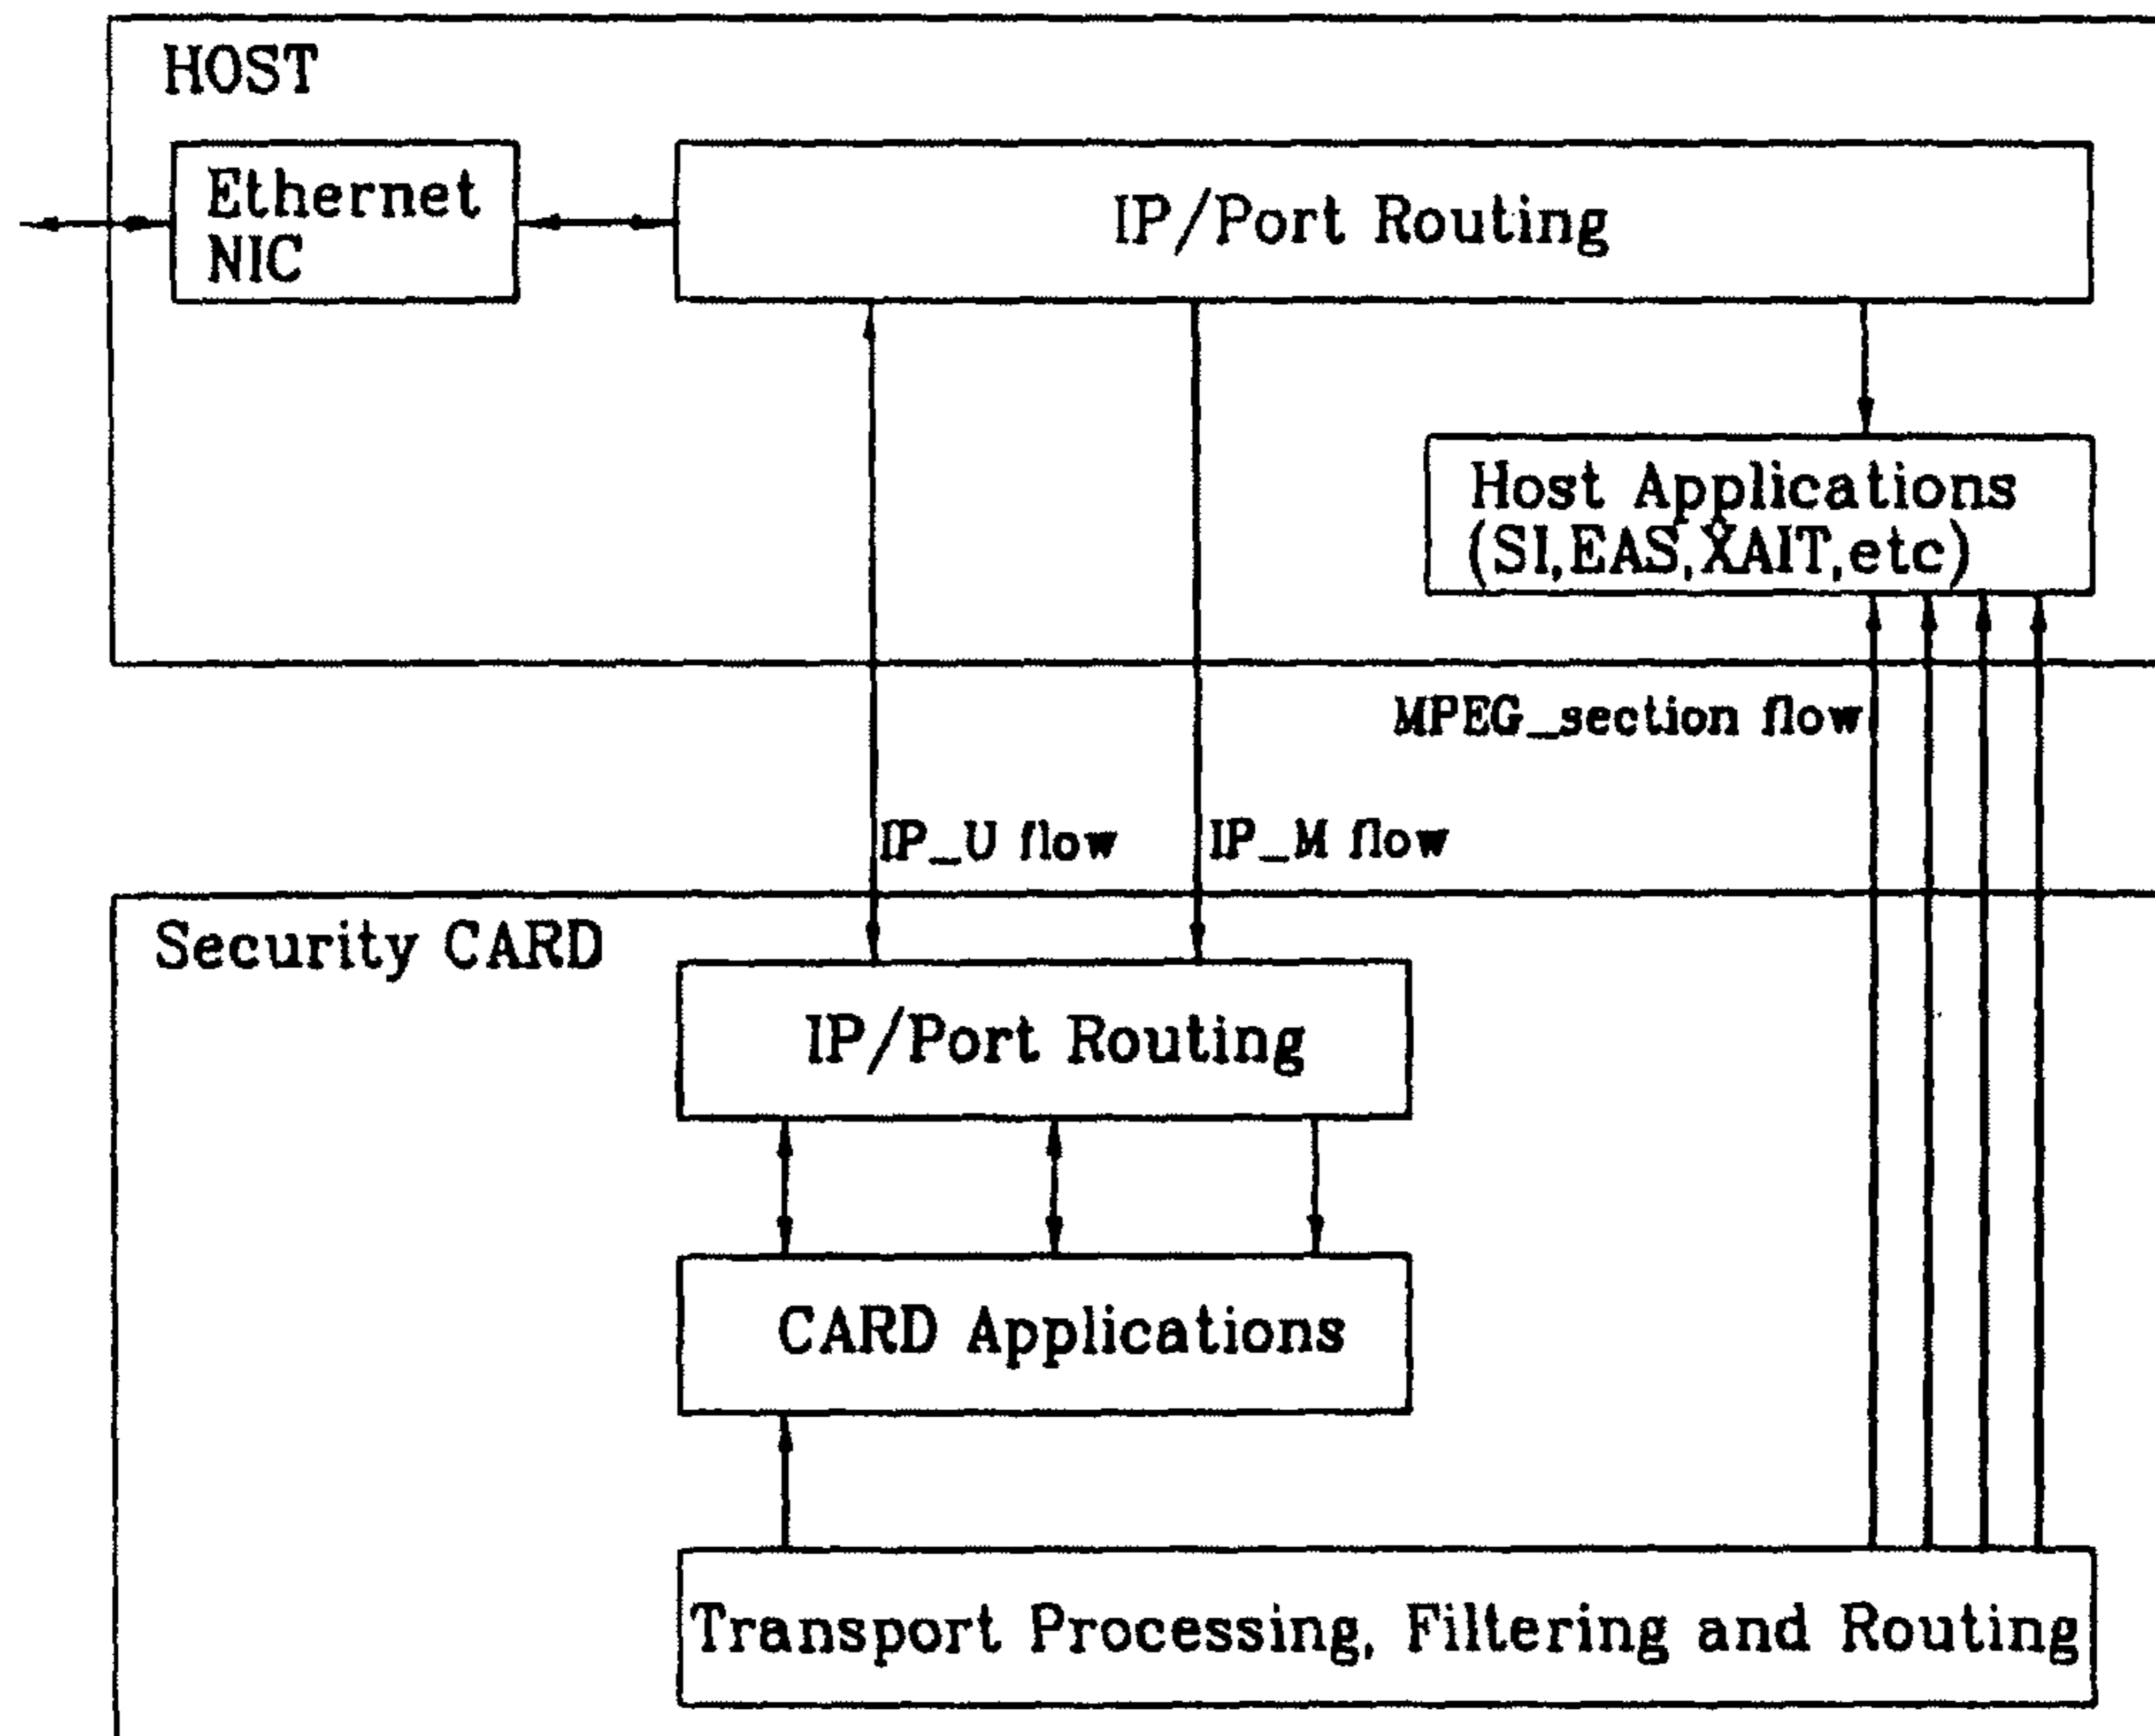 HOST
Ethernet
NIC
IP/Port Routing
Host Applications
(SI,EAS,XAIT,etc)
MPEG_section flow
IP_U flow
IP_M flow
Security CARD
IP/Port Routing
CARD Applications
Transport Processing, Filtering and Routing